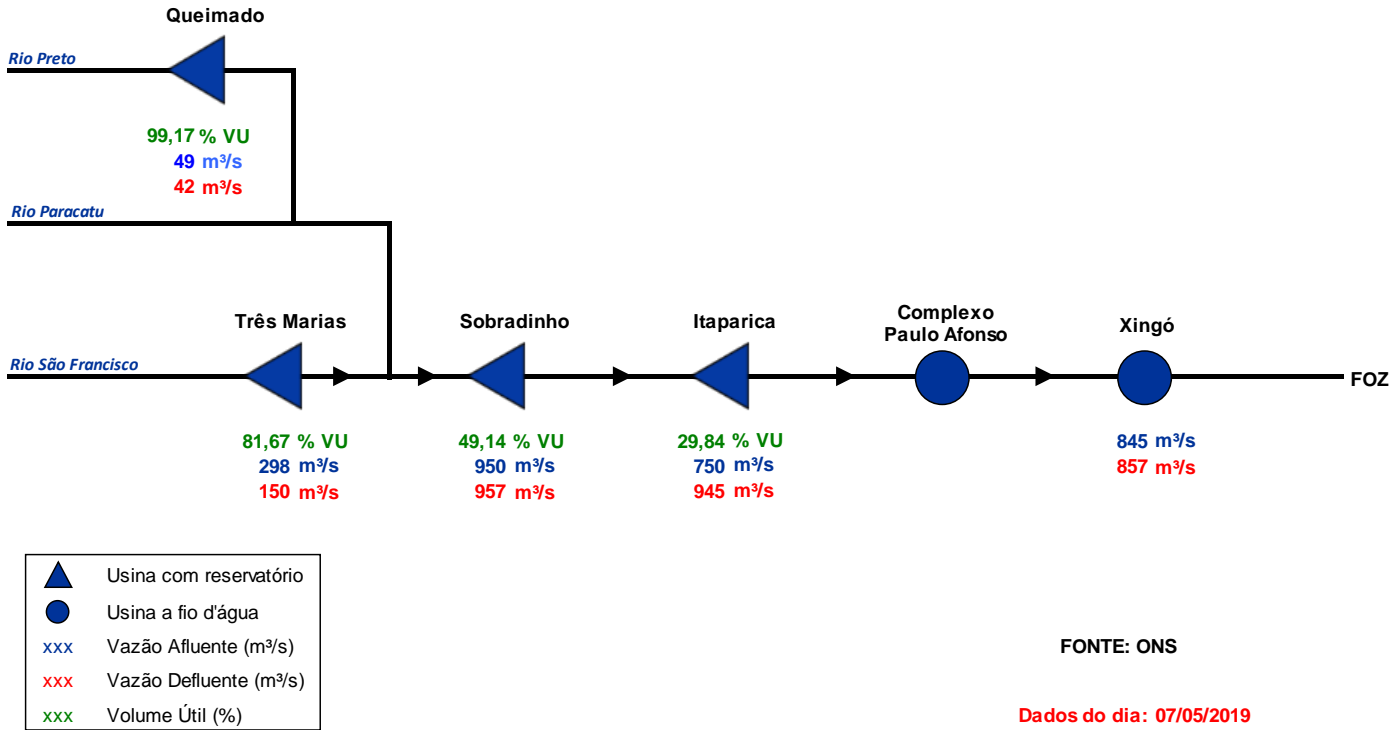 Queimado
Rio Preto
99,17 % VU
49 m³/s
42 m³/s
Rio Paracatu
Três Marias
Sobradinho
Itaparica
Complexo
Paulo Afonso
Xingó
Rio São Francisco
FOZ
81,67 % VU
298 m³/s
150 m³/s
49,14 % VU
950 m³/s
957 m³/s
29,84 % VU
750 m³/s
945 m³/s
845 m³/s
857 m³/s
Usina com reservatório
Usina a fio d'água
xxx Vazão Afluente (m³/s)
xxx Vazão Defluente (m³/s)
xxx Volume Útil (%)
FONTE: ONS
Dados do dia: 07/05/2019